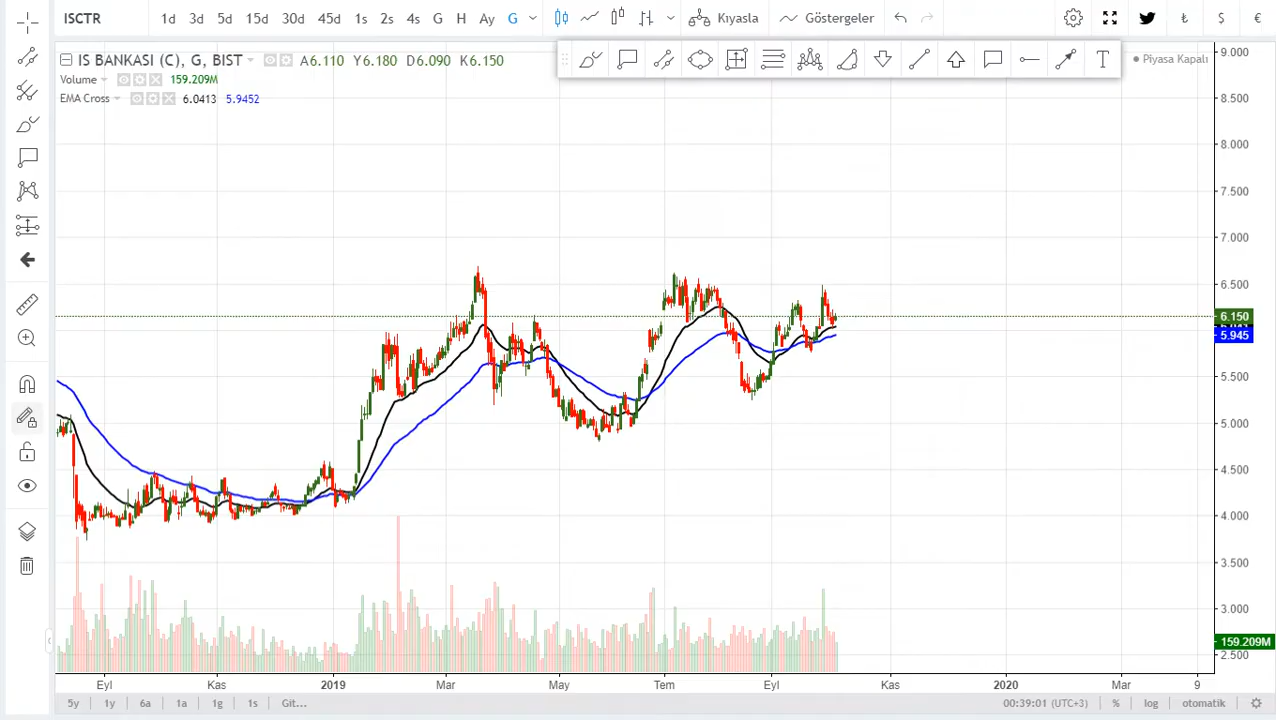 ISCTR 1d 3d 5d 15d 30d 45d 1s 2s 4s G H Ay G Kıyasla Göstergeler ₺ $ €
IS BANKASI (C), G, BIST A6.110 Y6.180 D6.090 K6.150
Piyasa Kapalı
Volume 159.209M
EMA Cross 6.0413 5.9452
T
9.000
8.500
8.000
7.500
7.000
6.500
6.150
5.945
5.500
5.000
4.500
4.000
3.500
3.000
159.209M
2.500
Eyl Kas 2019 Mar May Tem Eyl Kas 2020 Mar 9
5y 1y 6a 1a 1g 1s Git... 00:39:01 (UTC+3) % log otomatik